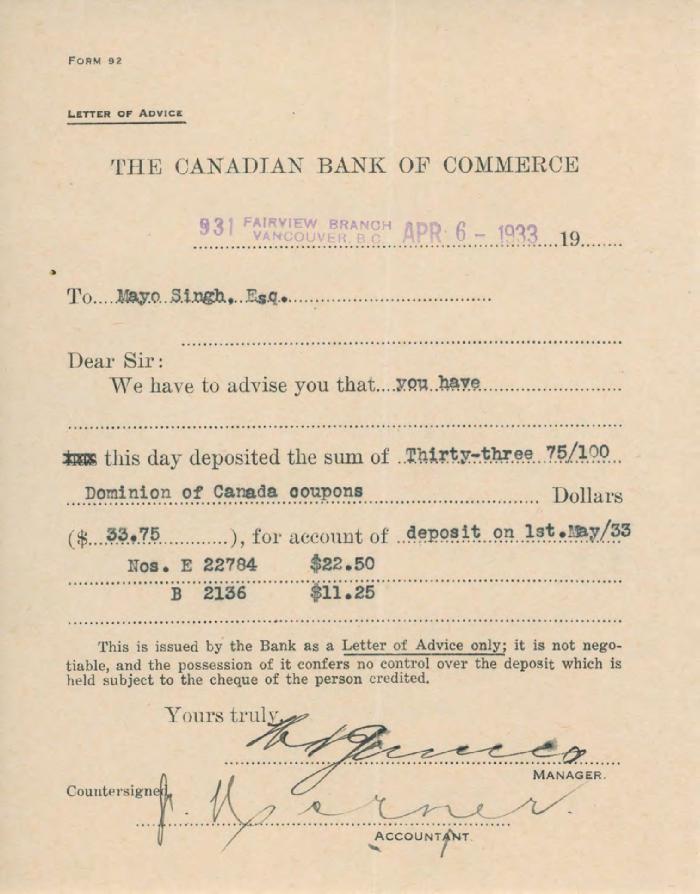 FORM 92
LETTER OF ADVICE
THE CANADIAN BANK OF COMMERCE
931 FAIRVIEW BRANCH VANCOUVER, B.C. APR 6 - 1933 19
To Mayo Singh, Esq.
Dear Sir:
We have to advise you that you have
this day deposited the sum of Thirty-three 75/100
Dominion of Canada coupons Dollars
($ 33.75 ), for account of deposit on 1st.May/33
Nos. E 22784 $22.50
B 2136 $11.25
This is issued by the Bank as a Letter of Advice only; it is not nego-
tiable, and the possession of it confers no control over the deposit which is
held subject to the cheque of the person credited.
Yours truly,
MANAGER.
Countersigned
ACCOUNTANT.